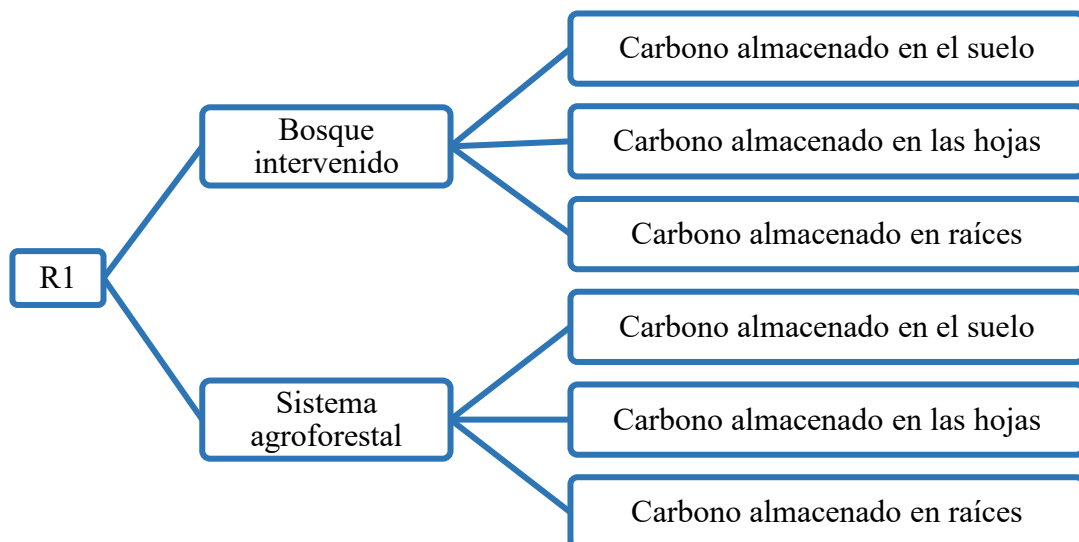 R1
Bosque
intervenido
Carbono almacenado en el suelo
Carbono almacenado en las hojas
Carbono almacenado en raíces
Sistema
agroforestal
Carbono almacenado en el suelo
Carbono almacenado en las hojas
Carbono almacenado en raíces